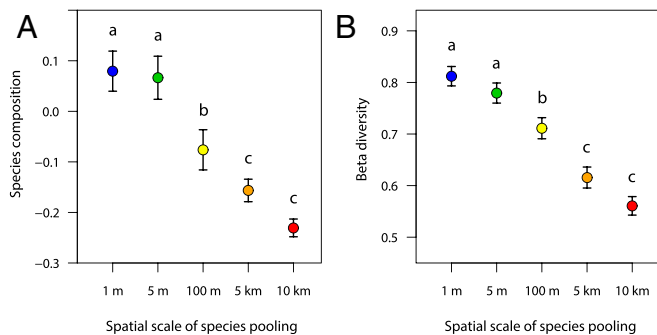 A
Species composition
0.1
0.0
−0.1
−0.2
−0.3
a
a
b
c
c
1 m
5 m
100 m
5 km
10 km
Spatial scale of species pooling
B
Beta diversity
0.9
0.8
0.7
0.6
0.5
a
a
b
c
c
1 m
5 m
100 m
5 km
10 km
Spatial scale of species pooling